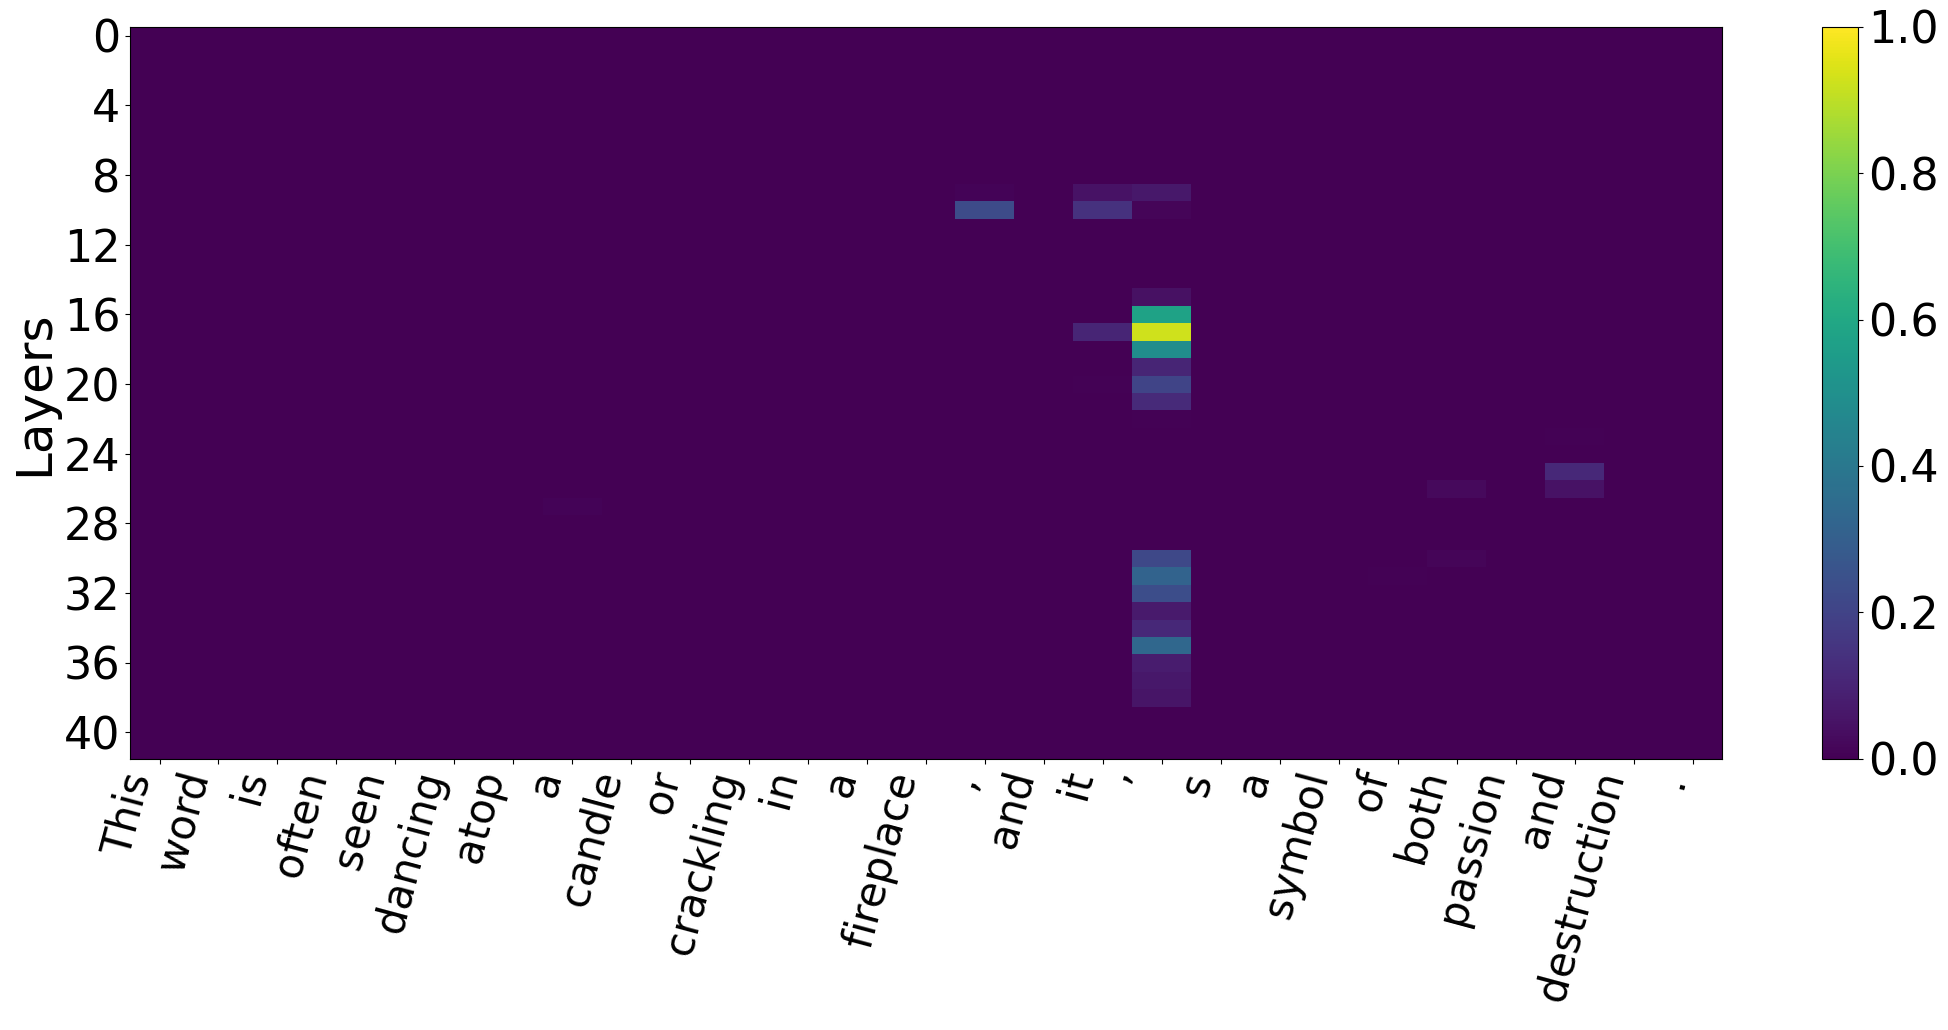 Layers
0
4
8
12
16
20
24
28
32
36
40
This
word
is
often
seen
dancing
atop
a
candle
or
crackling
in
a
fireplace
,
and
it
'
s
a
symbol
of
both
passion
and
destruction
.
1.0
0.8
0.6
0.4
0.2
0.0